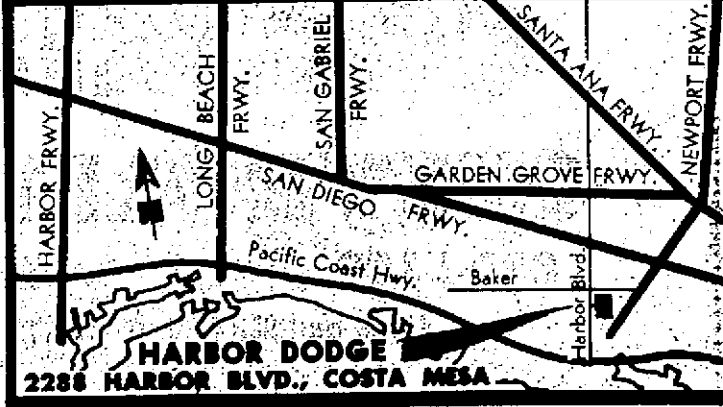 SANTA ANA FRWY.
NEWPORT FRWY.
HARBOR FRWY.
LONG BEACH FRWY.
SAN GABRIEL FRWY.
GARDEN GROVE FRWY.
SAN DIEGO FRWY.
Pacific Coast Hwy.
Baker
Harbor Blvd.
HARBOR DODGE
2288 HARBOR BLVD., COSTA MESA